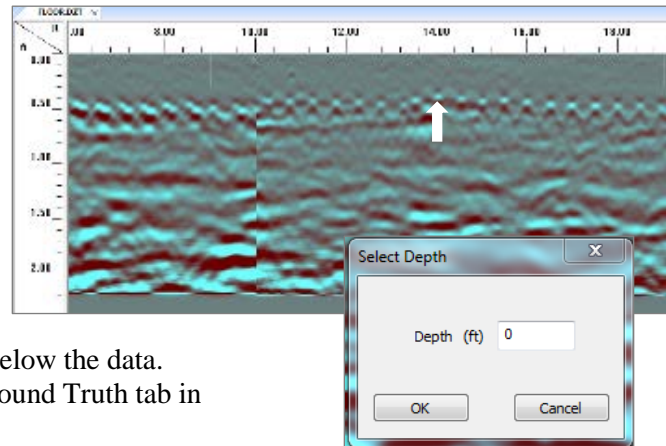 FLOOR.DZT
ft
8.00 10.00 12.00 14.00 16.00 18.00
ft
0.00
0.50
1.00
1.50
2.00
Select Depth X
Depth (ft) 0
OK Cancel
elow the data.
ound Truth tab in